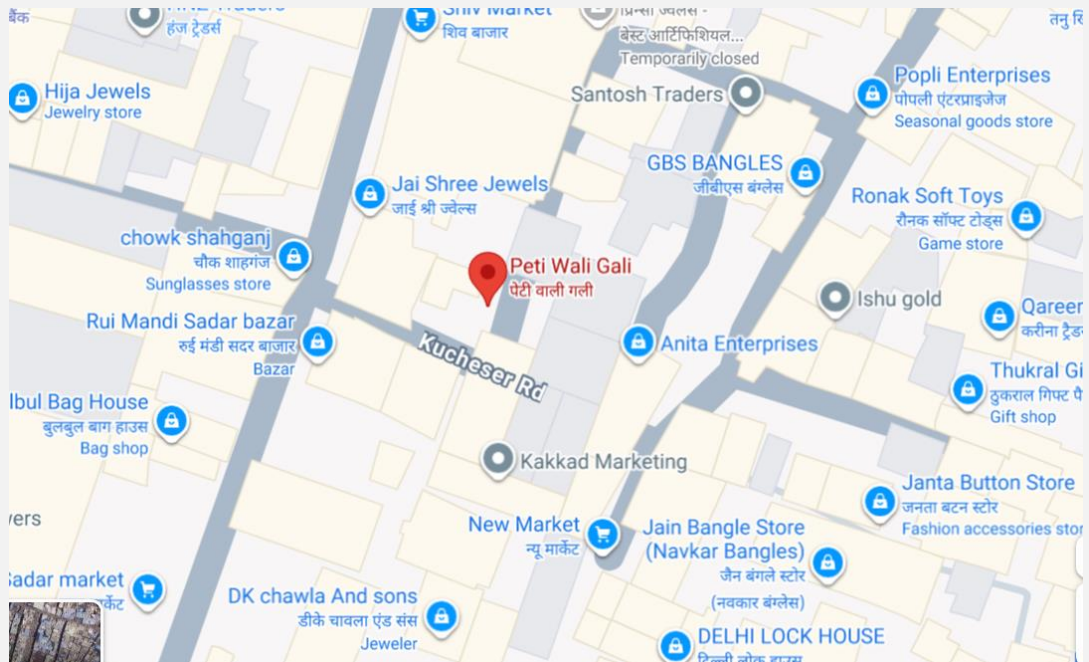 बैंक
हंज ट्रेडर्स
Shiv Market
शिव बाजार
बेस्ट आर्टिफिशियल...
Temporarily closed
Santosh Traders
Popli Enterprises
पोपली एंटरप्राइजेज
Seasonal goods store
Hija Jewels
Jewelry store
GBS BANGLES
जीबीएस बंग्लेस
Jai Shree Jewels
जाई श्री ज्वेल्स
Ronak Soft Toys
रौनक सॉफ्ट टोड्स
Game store
chowk shahganj
चौक शाहगंज
Sunglasses store
Peti Wali Gali
पेटी वाली गली
Ishu gold
Qareen
करीना ट्रैड
Rui Mandi Sadar bazar
रुई मंडी सदर बाजार
Bazar
Kucheser Rd
Anita Enterprises
Thukral Gi
ठुकराल गिफ्ट पै
Gift shop
lbul Bag House
बुलबुल बाग हाउस
Bag shop
Kakkad Marketing
Janta Button Store
जनता बटन स्टोर
Fashion accessories stor
ers
New Market
न्यू मार्केट
Jain Bangle Store
(Navkar Bangles)
जैन बंगले स्टोर
(नवकार बंग्लेस)
Sadar market
र्केट
DK chawla And sons
डीके चावला एंड संस
Jeweler
DELHI LOCK HOUSE
दिल्ली लोक हाउस